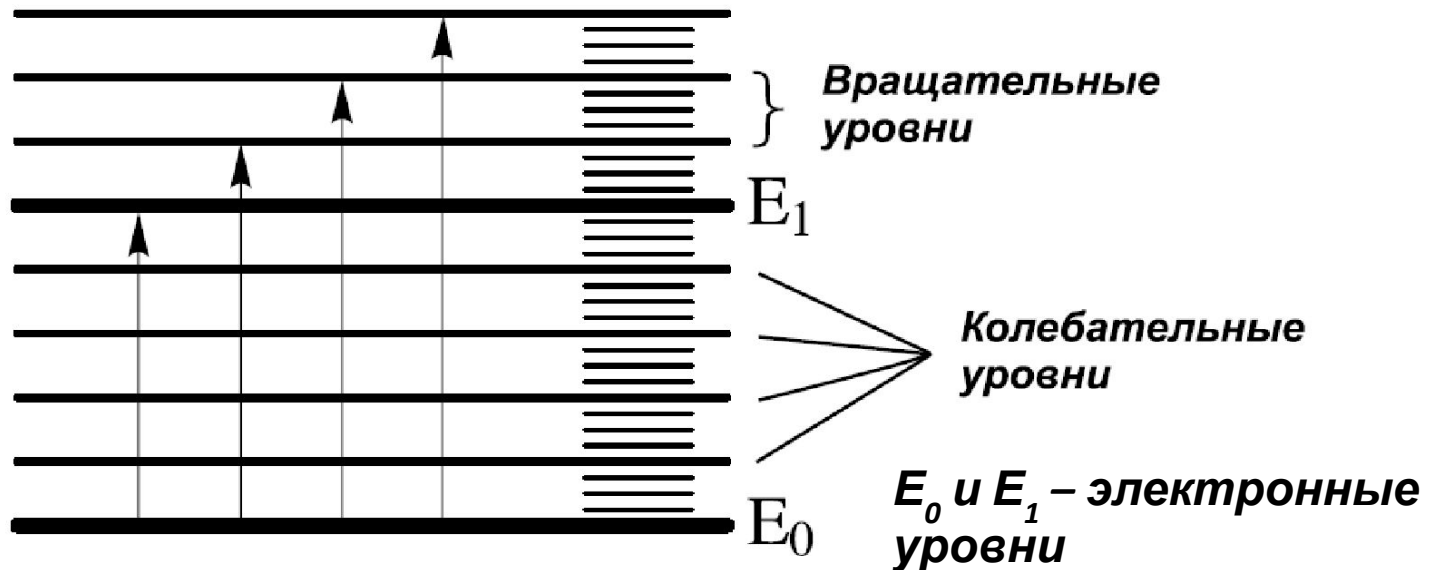 Вращательные
уровни
E₁
Колебательные
уровни
E₀ и E₁ – электронные
уровни
E₀